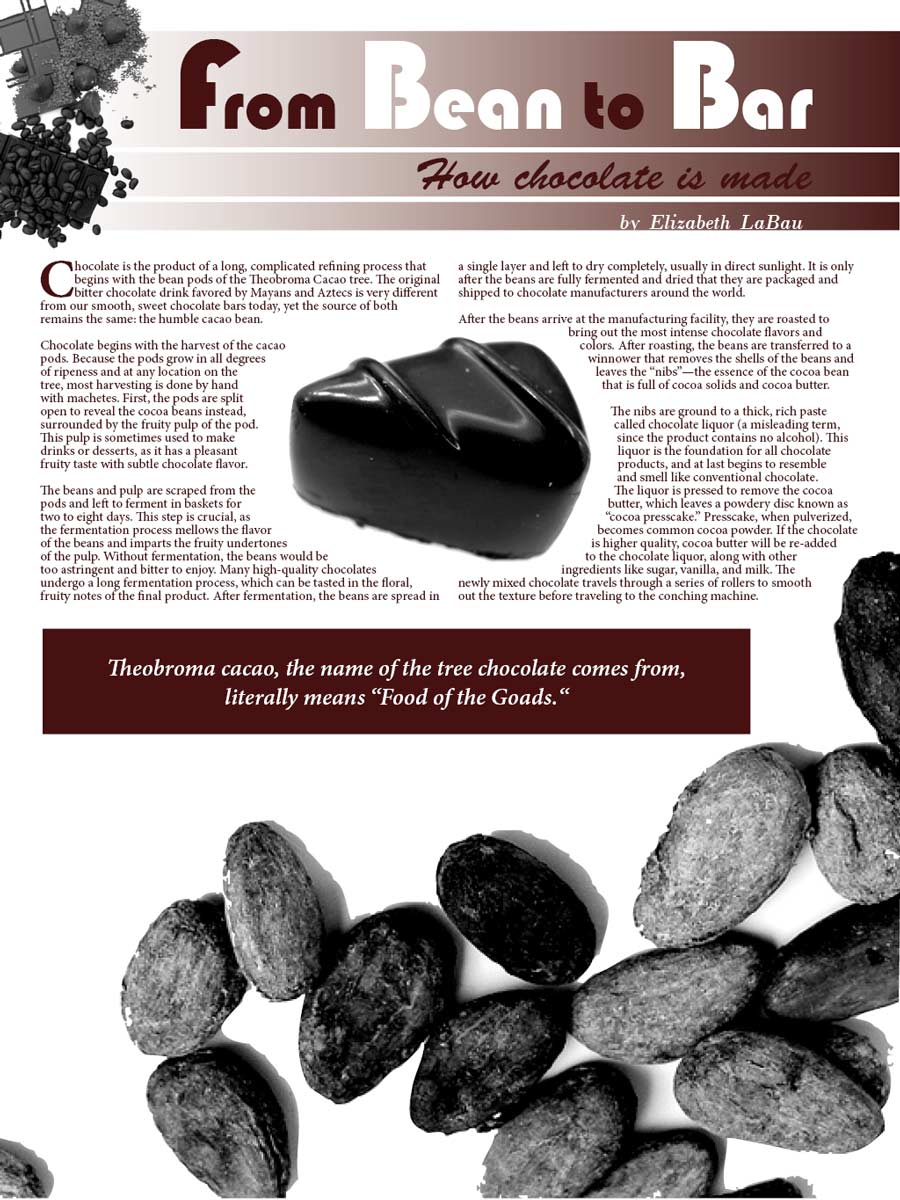 From Bean to Bar
How chocolate is made
by Elizabeth LaBau
Chocolate is the product of a long, complicated refining process that
begins with the bean pods of the Theobroma Cacao tree. The original
bitter chocolate drink favored by Mayans and Aztecs is very different
from our smooth, sweet chocolate bars today, yet the source of both
remains the same: the humble cacao bean.
Chocolate begins with the harvest of the cacao
pods. Because the pods grow in all degrees
of ripeness and at any location on the
tree, most harvesting is done by hand
with machetes. First, the pods are split
open to reveal the cocoa beans instead,
surrounded by the fruity pulp of the pod.
This pulp is sometimes used to make
drinks or desserts, as it has a pleasant
fruity taste with subtle chocolate flavor.
The beans and pulp are scraped from the
pods and left to ferment in baskets for
two to eight days. This step is crucial, as
the fermentation process mellows the flavor
of the beans and imparts the fruity undertones
of the pulp. Without fermentation, the beans would be
too astringent and bitter to enjoy. Many high-quality chocolates
undergo a long fermentation process, which can be tasted in the floral,
fruity notes of the final product. After fermentation, the beans are spread in
a single layer and left to dry completely, usually in direct sunlight. It is only
after the beans are fully fermented and dried that they are packaged and
shipped to chocolate manufacturers around the world.
After the beans arrive at the manufacturing facility, they are roasted to
bring out the most intense chocolate flavors and
colors. After roasting, the beans are transferred to a
winnower that removes the shells of the beans and
leaves the “nibs”—the essence of the cocoa bean
that is full of cocoa solids and cocoa butter.
The nibs are ground to a thick, rich paste
called chocolate liquor (a misleading term,
since the product contains no alcohol). This
liquor is the foundation for all chocolate
products, and at last begins to resemble
and smell like conventional chocolate.
The liquor is pressed to remove the cocoa
butter, which leaves a powdery disc known as
“cocoa presscake.” Presscake, when pulverized,
becomes common cocoa powder. If the chocolate
is higher quality, cocoa butter will be re-added
to the chocolate liquor, along with other
ingredients like sugar, vanilla, and milk. The
newly mixed chocolate travels through a series of rollers to smooth
out the texture before traveling to the conching machine.
Theobroma cacao, the name of the tree chocolate comes from,
literally means “Food of the Goads.“